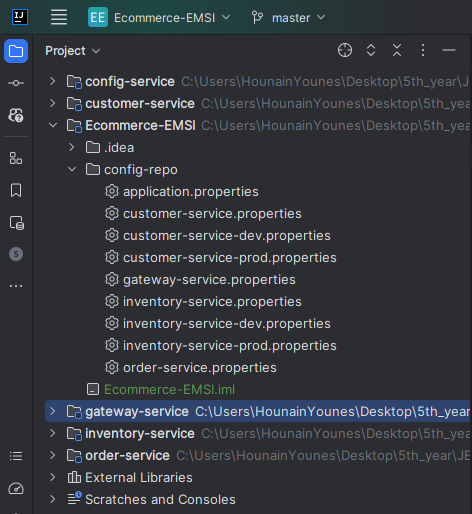 IJ EE Ecommerce-EMSI master
Project
config-service C:\Users\HounainYounes\Desktop\5th_year\JE
customer-service C:\Users\HounainYounes\Desktop\5th_year
Ecommerce-EMSI C:\Users\HounainYounes\Desktop\5th_yea
.idea
config-repo
application.properties
customer-service.properties
customer-service-dev.properties
customer-service-prod.properties
gateway-service.properties
inventory-service.properties
inventory-service-dev.properties
inventory-service-prod.properties
order-service.properties
Ecommerce-EMSI.iml
gateway-service C:\Users\HounainYounes\Desktop\5th_year
inventory-service C:\Users\HounainYounes\Desktop\5th_yea
order-service C:\Users\HounainYounes\Desktop\5th_year\JE
External Libraries
Scratches and Consoles
S